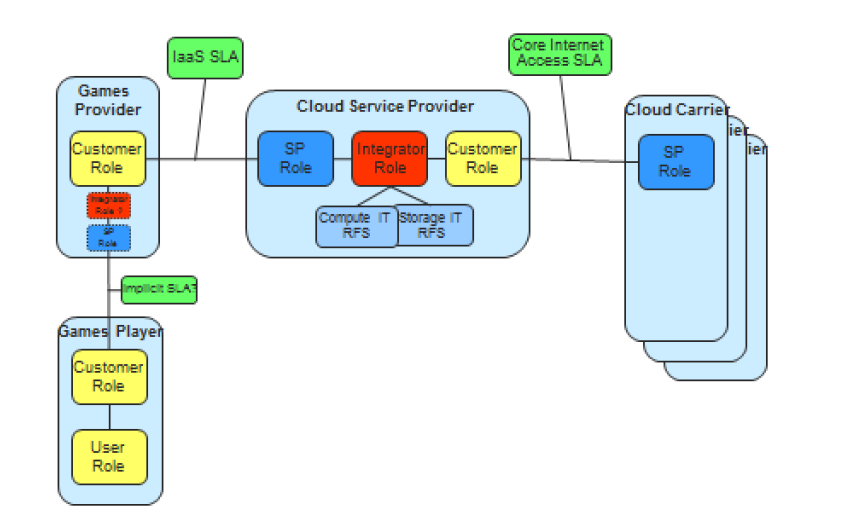 IaaS SLA
Core Internet
Access SLA
Games
Provider
Customer
Role
Integrator
Role ?
SP
Role
Cloud Service Provider
SP
Role
Integrator
Role
Customer
Role
Compute IT
RFS
Storage IT
RFS
Cloud Carrier
ier
ier
SP
Role
Implicit SLA?
Games Player
Customer
Role
User
Role